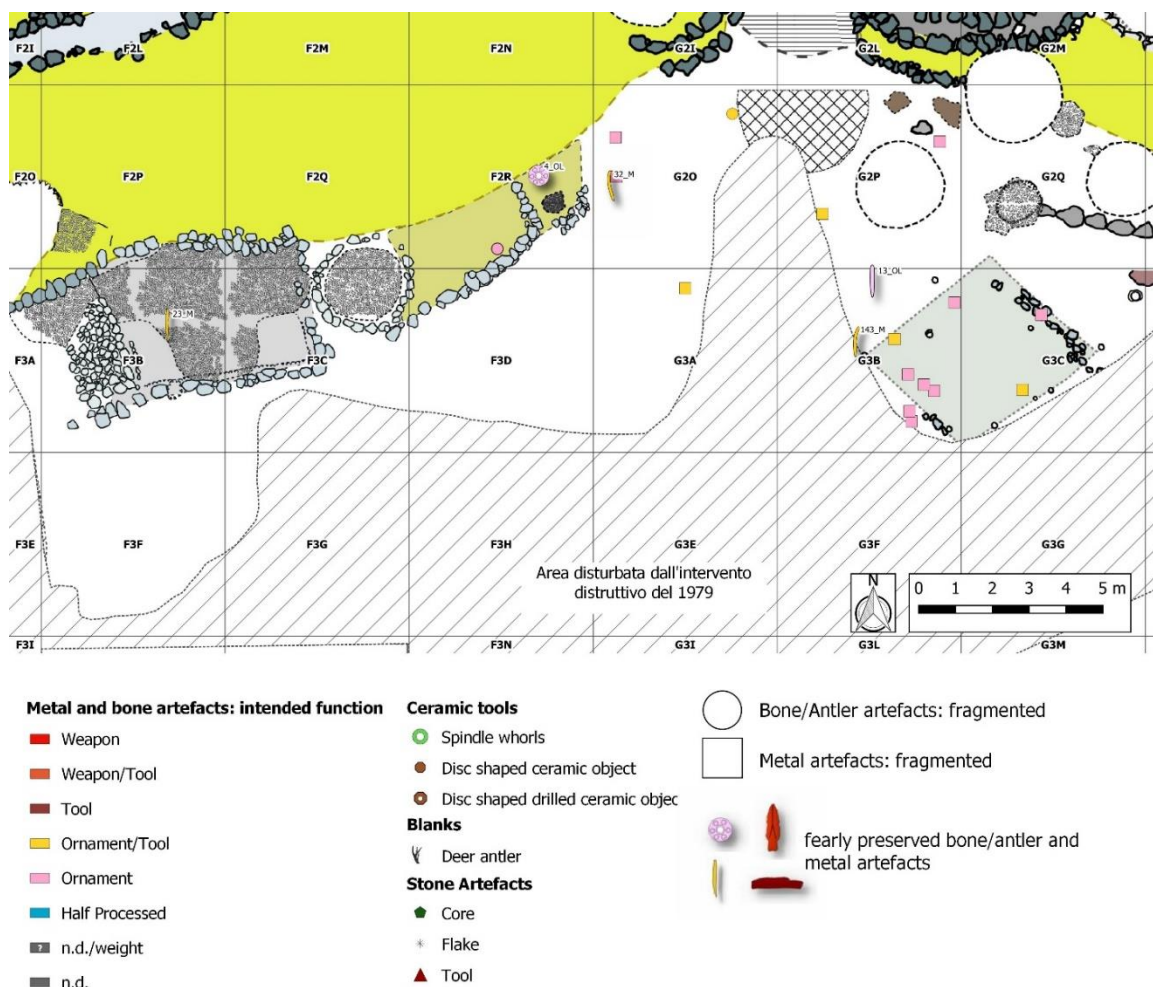 F2I F2L F2M F2N G2I G2L G2M
4_OL
F2O F2P F2Q F2R 32_M G2O G2P G2Q
13_OL
23_M
143_M
F3A F3B F3C F3D G3A G3B G3C
F3E F3F F3G F3H G3E G3F G3G
Area disturbata dall'intervento
distruttivo del 1979
N
0 1 2 3 4 5 m
F3I F3N G3I G3L G3M
Metal and bone artefacts: intended function
Weapon
Weapon/Tool
Tool
Ornament/Tool
Ornament
Half Processed
? n.d./weight
n.d.
Ceramic tools
Spindle whorls
Disc shaped ceramic object
Disc shaped drilled ceramic objec
Blanks
Deer antler
Stone Artefacts
Core
Flake
Tool
Bone/Antler artefacts: fragmented
Metal artefacts: fragmented
fearly preserved bone/antler and
metal artefacts